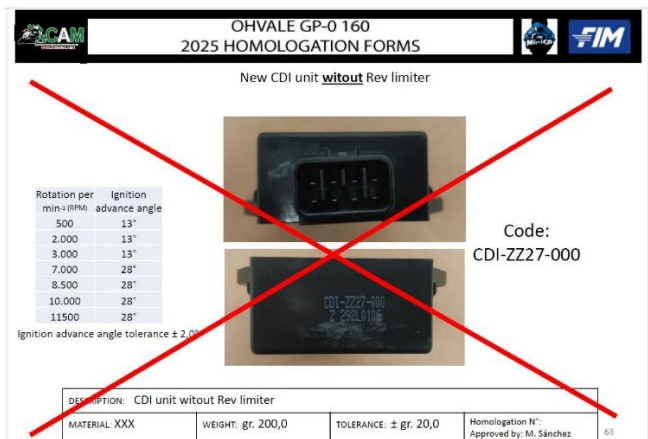 CAM
OHVALE GP-0 160
2025 HOMOLOGATION FORMS
MiniGP
FIM
New CDI unit witout Rev limiter
Rotation per min-1 (RPM) Ignition advance angle
500 13°
2.000 13°
3.000 13°
7.000 28°
8.500 28°
10.000 28°
11500 28°
Ignition advance angle tolerance ± 2,0°
Code:
CDI-ZZ27-000
CDI-ZZ27-000
DESCRIPTION: CDI unit witout Rev limiter
MATERIAL: XXX WEIGHT: gr. 200,0 TOLERANCE: ± gr. 20,0 Homologation N°:
Approved by: M. Sánchez
63